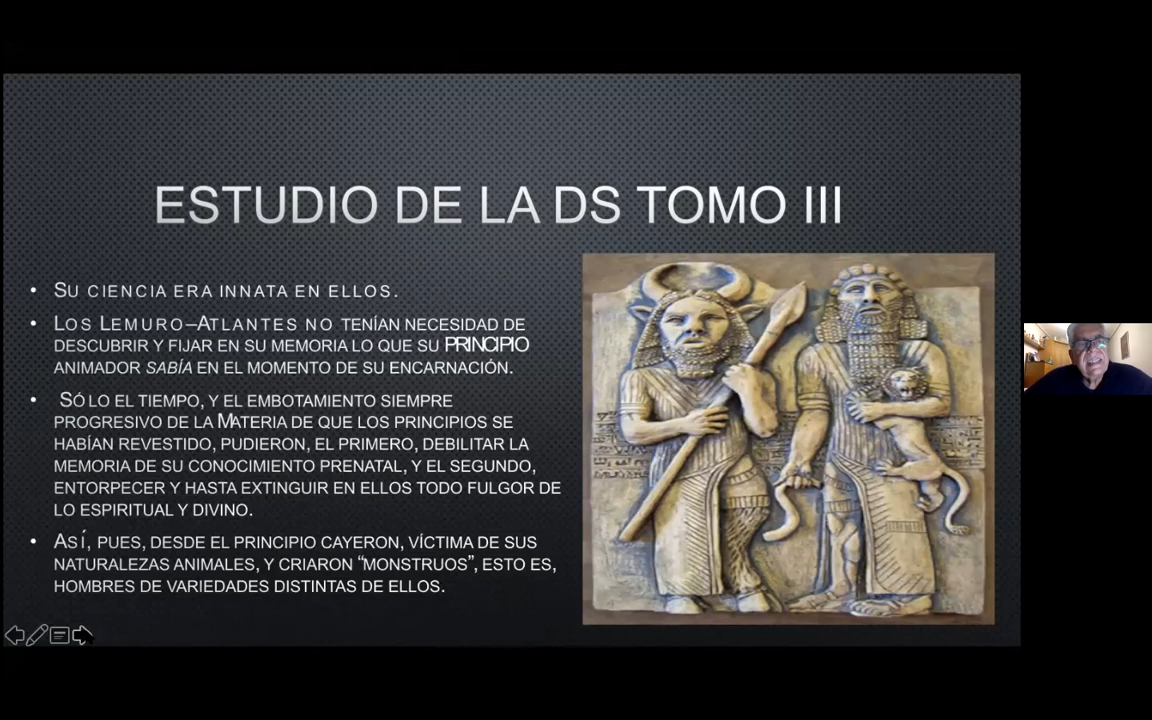 ESTUDIO DE LA DS TOMO III
• SU CIENCIA ERA INNATA EN ELLOS.
• LOS LEMURO–ATLANTES NO TENÍAN NECESIDAD DE
DESCUBRIR Y FIJAR EN SU MEMORIA LO QUE SU PRINCIPIO
ANIMADOR SABÍA EN EL MOMENTO DE SU ENCARNACIÓN.
• SÓLO EL TIEMPO, Y EL EMBOTAMIENTO SIEMPRE
PROGRESIVO DE LA MATERIA DE QUE LOS PRINCIPIOS SE
HABÍAN REVESTIDO, PUDIERON, EL PRIMERO, DEBILITAR LA
MEMORIA DE SU CONOCIMIENTO PRENATAL, Y EL SEGUNDO,
ENTORPECER Y HASTA EXTINGUIR EN ELLOS TODO FULGOR DE
LO ESPIRITUAL Y DIVINO.
• ASÍ, PUES, DESDE EL PRINCIPIO CAYERON, VÍCTIMA DE SUS
NATURALEZAS ANIMALES, Y CRIARON “MONSTRUOS”, ESTO ES,
HOMBRES DE VARIEDADES DISTINTAS DE ELLOS.